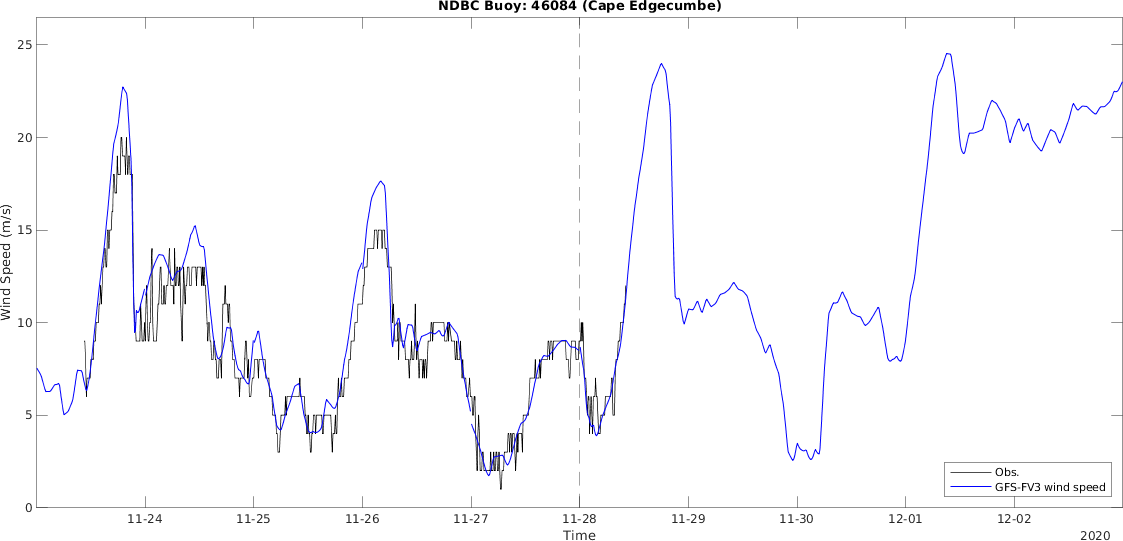 NDBC Buoy: 46084 (Cape Edgecumbe)
25
20
15
10
5
0
Wind Speed (m/s)
11-24 11-25 11-26 11-27 11-28 11-29 11-30 12-01 12-02
Time
2020
Obs.
GFS-FV3 wind speed